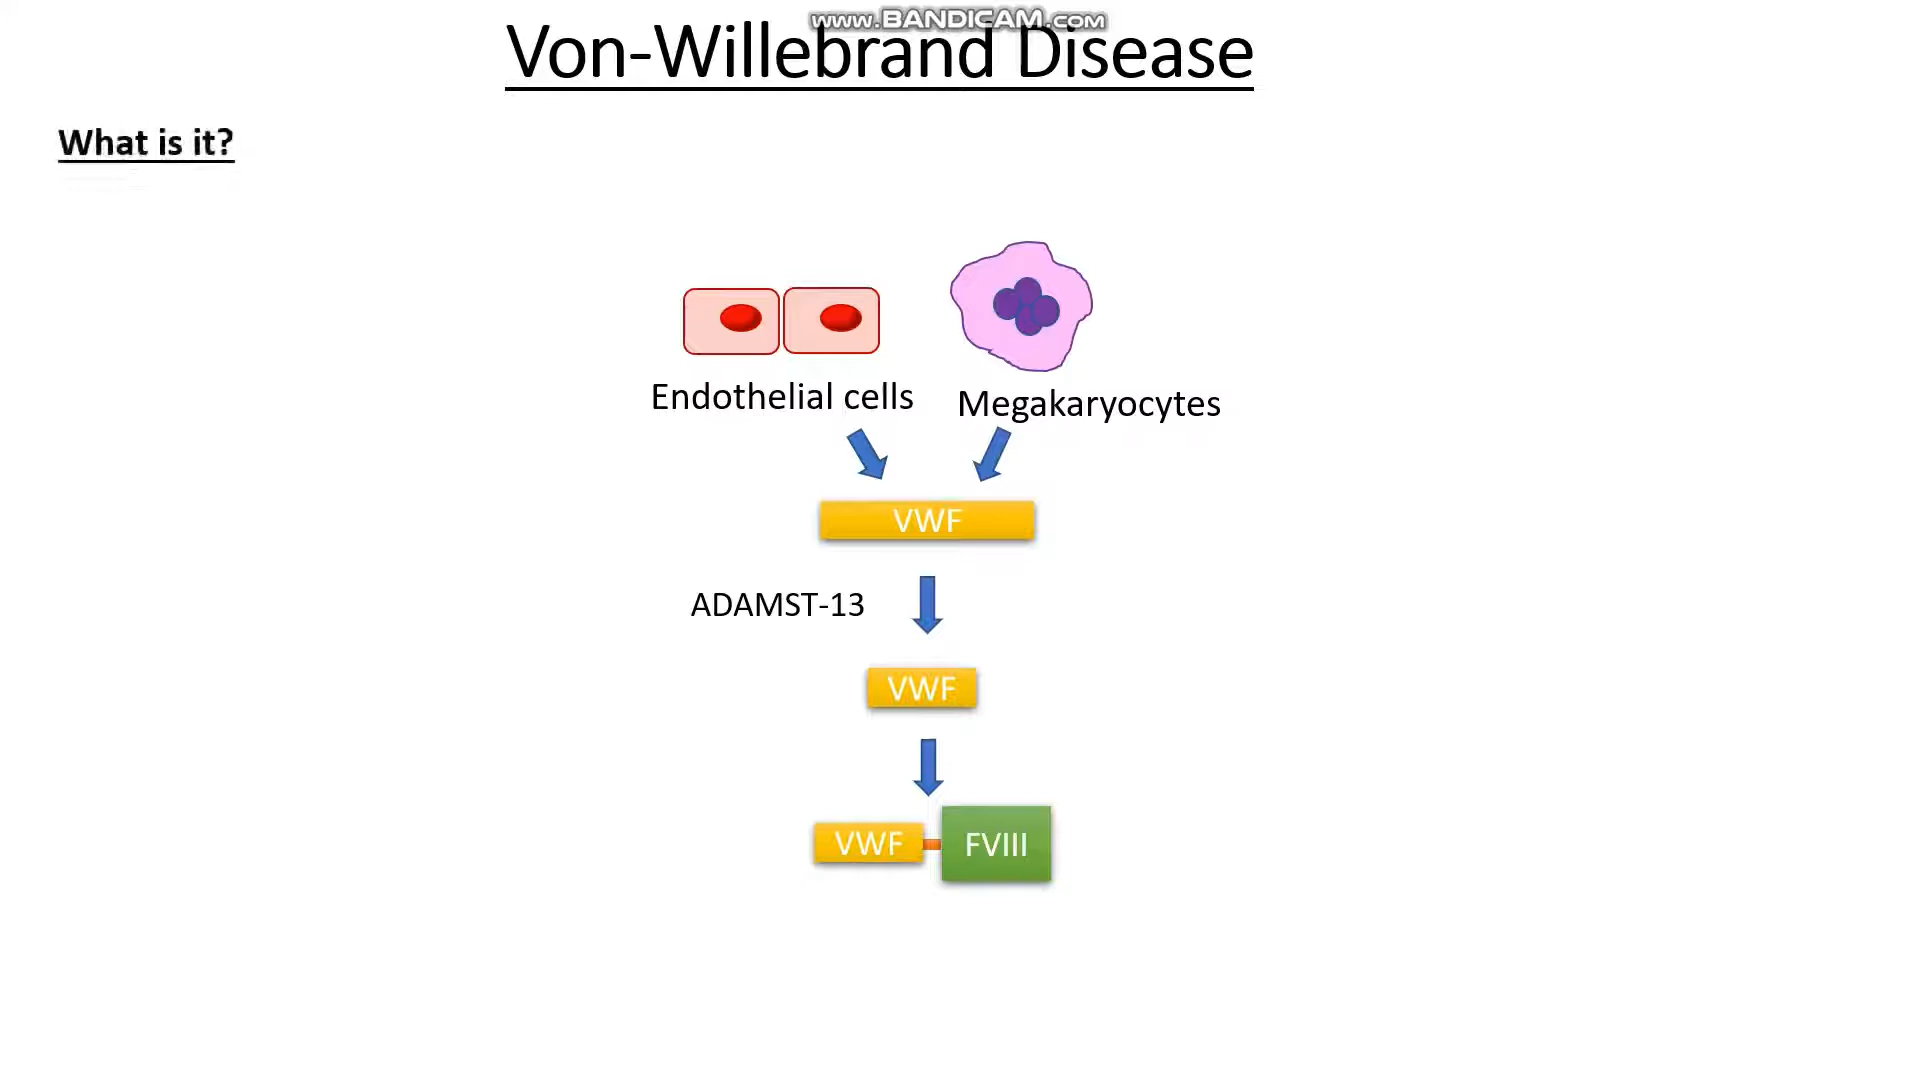 www.BANDICAM.com
Von-Willebrand Disease
What is it?
Endothelial cells
Megakaryocytes
VWF
ADAMST-13
VWF
VWF
FVIII